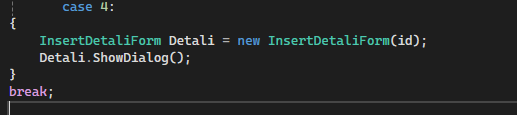 case 4:
{
InsertDetaliForm Detali = new InsertDetaliForm(id);
Detali.ShowDialog();
}
break;